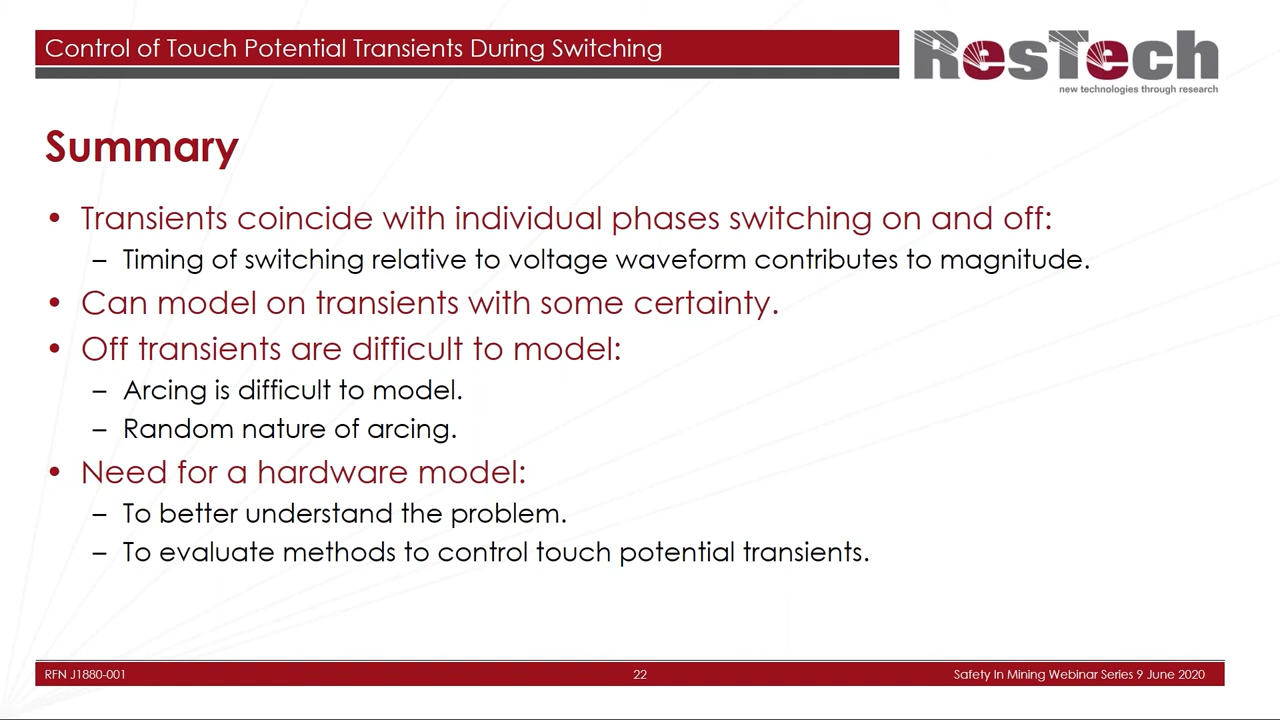 Control of Touch Potential Transients During Switching
ResTech
new technologies through research
Summary
• Transients coincide with individual phases switching on and off:
– Timing of switching relative to voltage waveform contributes to magnitude.
• Can model on transients with some certainty.
• Off transients are difficult to model:
– Arcing is difficult to model.
– Random nature of arcing.
• Need for a hardware model:
– To better understand the problem.
– To evaluate methods to control touch potential transients.
RFN J1880-001
22
Safety In Mining Webinar Series 9 June 2020